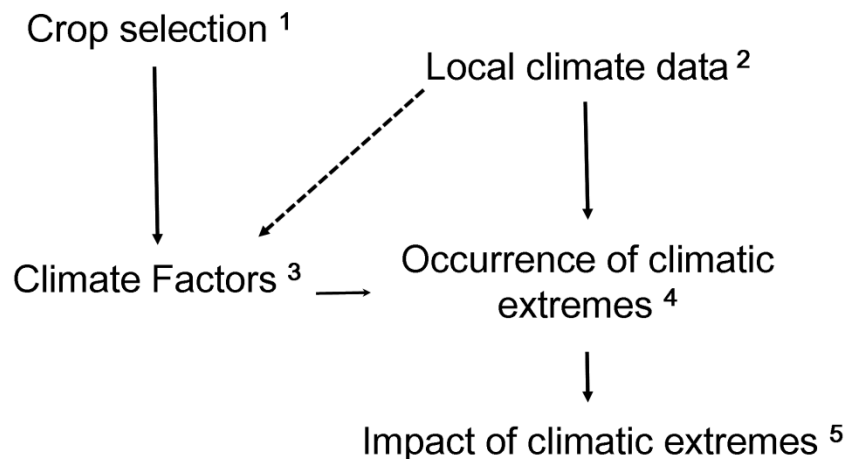 Crop selection ¹
Local climate data ²
Climate Factors ³
Occurrence of climatic
extremes ⁴
Impact of climatic extremes ⁵